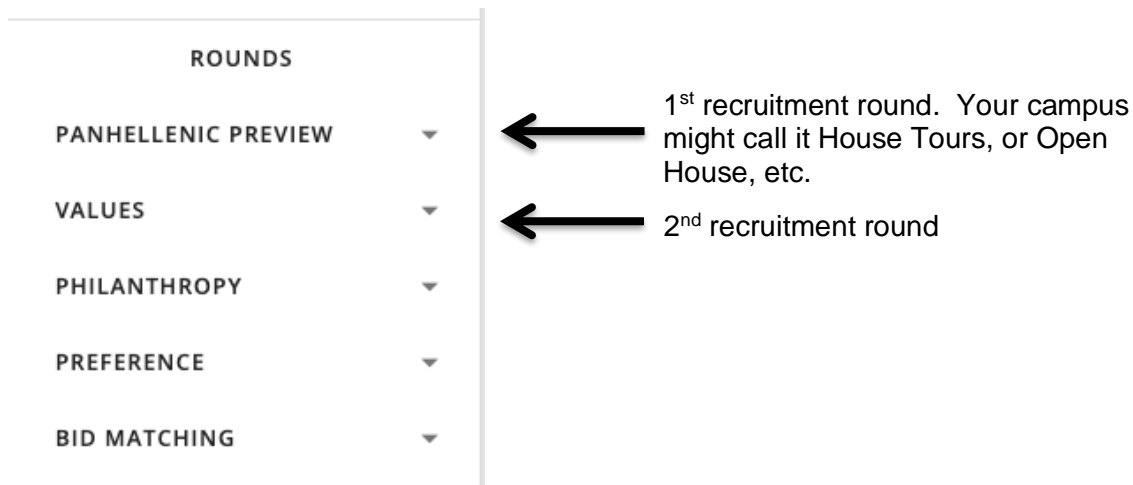 ROUNDS
PANHELLENIC PREVIEW
1st recruitment round.  Your campus
might call it House Tours, or Open
House, etc.
VALUES
2nd recruitment round
PHILANTHROPY
PREFERENCE
BID MATCHING